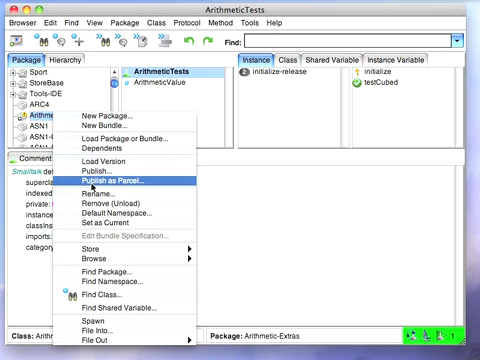 ArithmeticTests
Browser Edit Find View Package Class Protocol Method Tools Help
Find:
Package Hierarchy
Instance Class Shared Variable Instance Variable
Sport
StoreBase
Tools-IDE
ARC4
ASN1
ArithmeticTests
ArithmeticValue
2 initialize-release
initialize
testCubed
New Package...
New Bundle...
Load Package or Bundle...
Dependents
Load Version
Publish...
Publish as Parcel...
Rename...
Remove (Unload)
Default Namespace...
Set as Current
Edit Bundle Specification...
Store
Browse
Find Package...
Find Namespace...
Find Class...
Find Shared Variable...
Spawn
File Into...
File Out
Comment
Smalltalk
private:
imports:
Class:
Package: Arithmetic-Extras
1